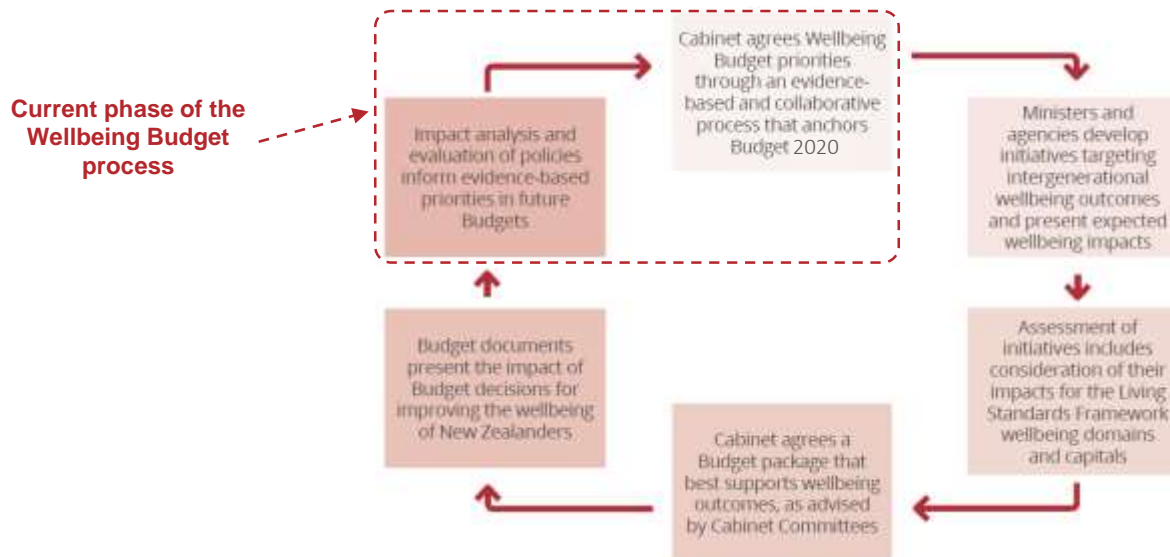 Current phase of the
Wellbeing Budget
process
Impact analysis and
evaluation of policies
inform evidence-based
priorities in future
Budgets
Cabinet agrees Wellbeing
Budget priorities
through an evidence-
based and collaborative
process that anchors
Budget 2020
Ministers and
agencies develop
initiatives targeting
intergenerational
wellbeing outcomes
and present expected
wellbeing impacts
Assessment of
initiatives includes
consideration of their
impacts for the Living
Standards Framework
wellbeing domains
and capitals
Cabinet agrees a
Budget package that
best supports wellbeing
outcomes, as advised
by Cabinet Committees
Budget documents
present the impact of
Budget decisions for
improving the wellbeing
of New Zealanders